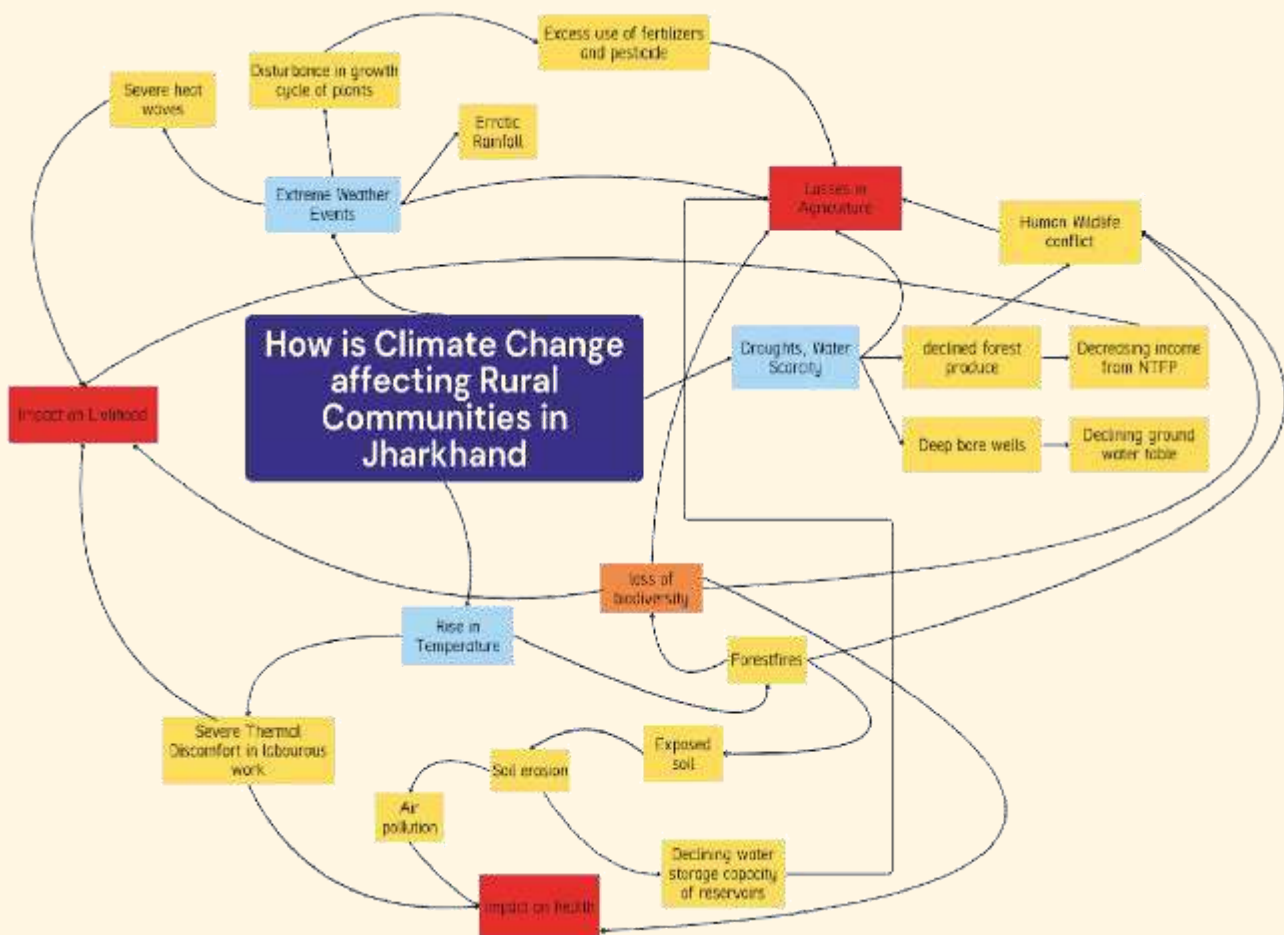 Excess use of fertilizers
and pesticide
Disturbance in growth
cycle of plants
Severe heat
waves
Erratic
Rainfall
Extreme Weather
Events
Losses in
Agriculture
Human Wildlife
conflict
How is Climate Change
affecting Rural
Communities in
Jharkhand
Droughts, Water
Scarcity
declined forest
produce
Decreasing income
from NTFP
Impact on Livlihood
Deep bore wells
Declining ground
water table
loss of
biodiversity
Rise in
Temperature
Forestfires
Severe Thermal
Discomfort in labourous
work
Exposed
soil
Soil erosion
Air
pollution
Declining water
storage capacity
of reservoirs
Impact on health